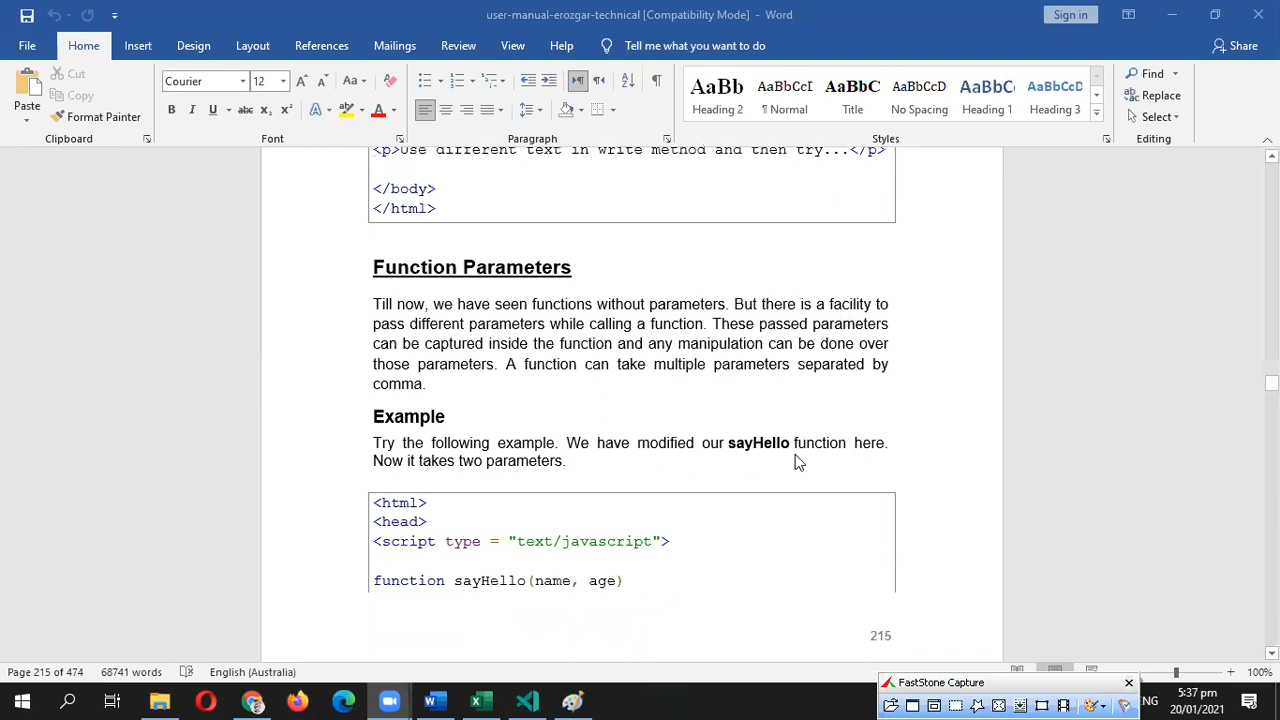 user-manual-erozgar-technical [Compatibility Mode] - Word
Sign in
File Home Insert Design Layout References Mailings Review View Help Tell me what you want to do Share
Paste
Cut
Copy
Format Painter
Clipboard
Courier 12 Aa
B I U abc x₂ x² A A
Font
Paragraph
AaBb AaBbCcI AaBbCc AaBbCcD AaBbC AaBbCcD
Heading 2 ¶ Normal Title No Spacing Heading 1 Heading 3
Styles
Find
Replace
Select
Editing
<p>Use different text in write method and then try...</p>
</body>
</html>
Function Parameters
Till now, we have seen functions without parameters. But there is a facility to
pass different parameters while calling a function. These passed parameters
can be captured inside the function and any manipulation can be done over
those parameters. A function can take multiple parameters separated by
comma.
Example
Try the following example. We have modified our sayHello function here.
Now it takes two parameters.
<html>
<head>
<script type = "text/javascript">
function sayHello(name, age)
215
Page 215 of 474 68741 words English (Australia) 100%
FastStone Capture
ENG
5:37 pm
20/01/2021